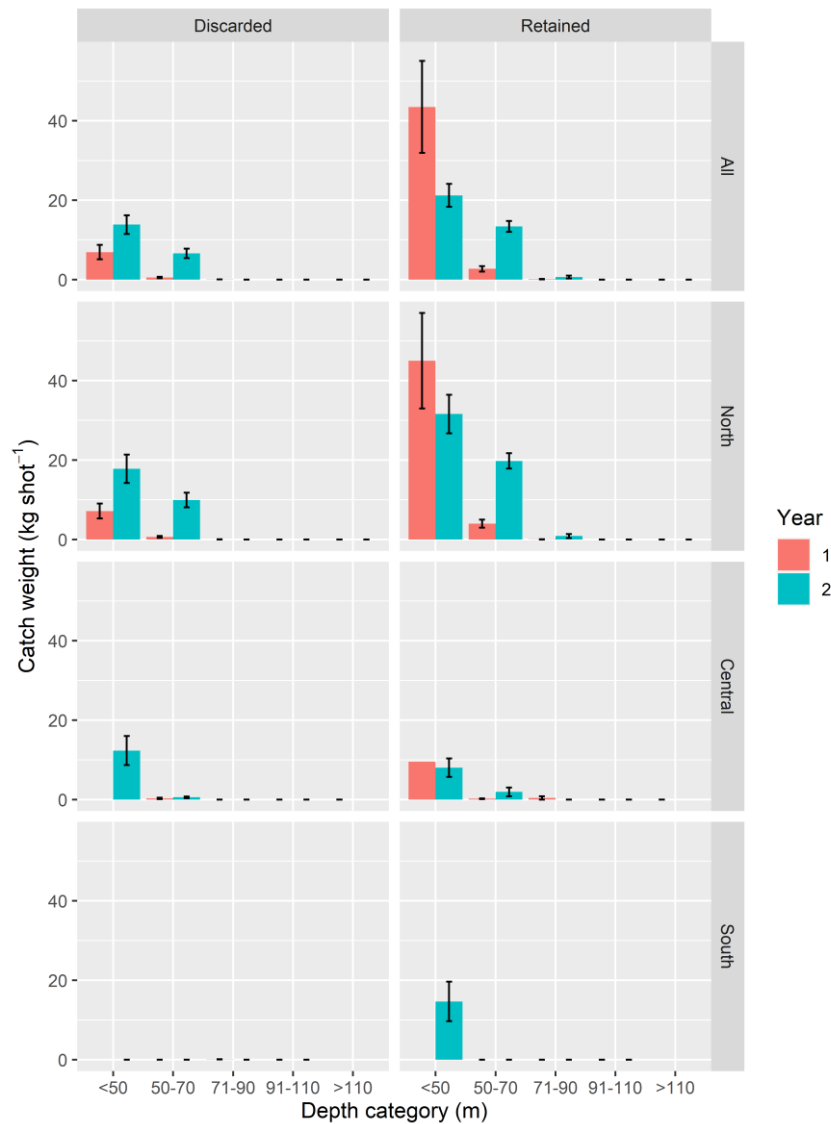 Discarded
Retained
40
20
0
All
40
20
0
North
40
20
0
Central
40
20
0
South
Catch weight (kg shot⁻¹)
<50
50-70
71-90
91-110
>110
<50
50-70
71-90
91-110
>110
Depth category (m)
Year
1
2